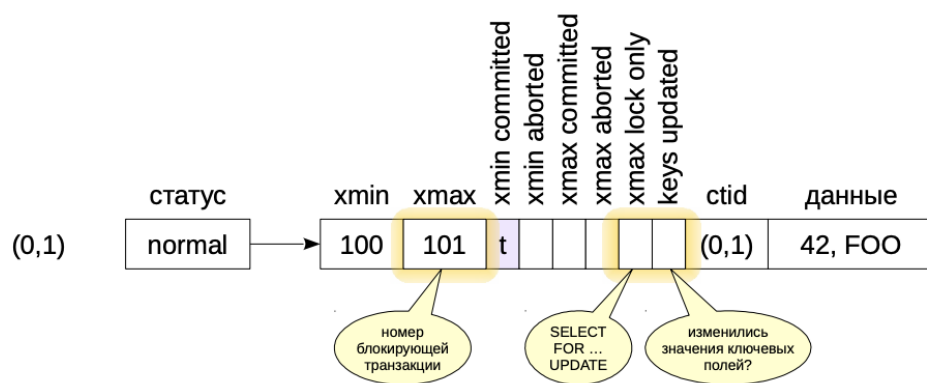 xmin committed
xmin aborted
xmax committed
xmax aborted
xmax lock only
keys updated
статус
xmin
xmax
ctid
данные
(0,1)
normal
100
101
t
(0,1)
42, FOO
номер
блокирующей
транзакции
SELECT
FOR ...
UPDATE
изменились
значения ключевых
полей?